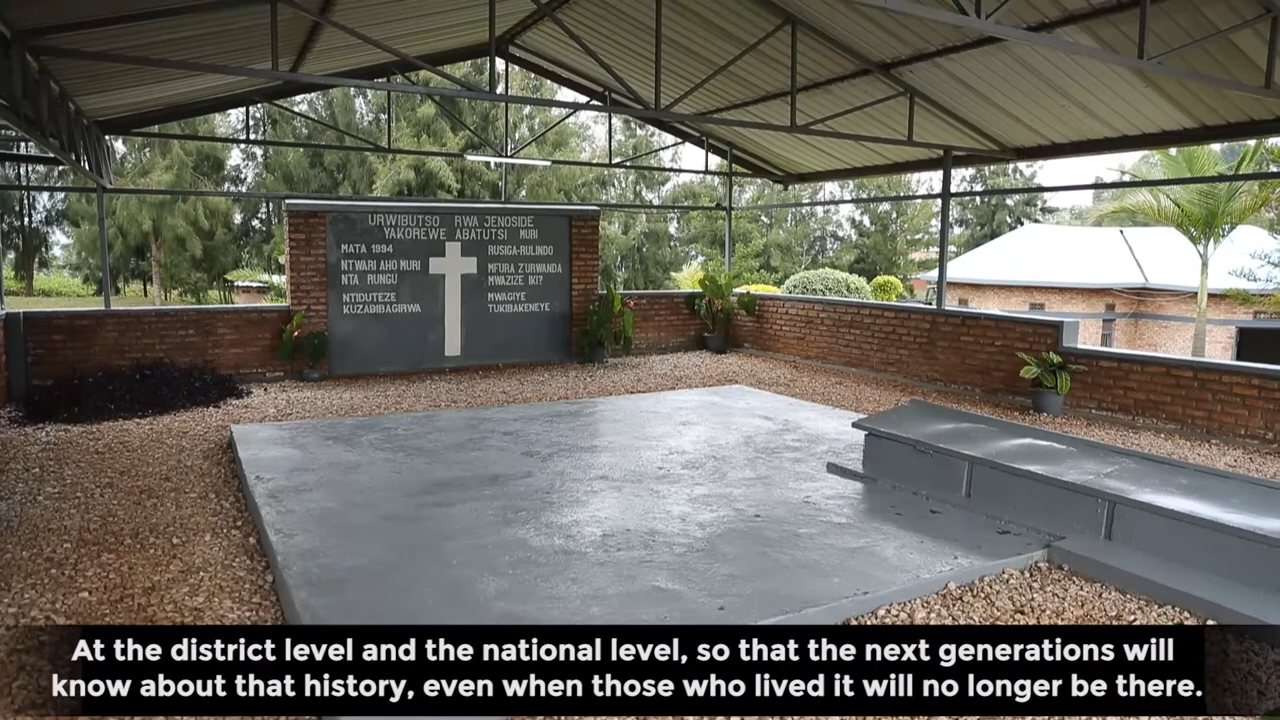 URWIBUTSO RWA JENOSIDE
YAKOREWE ABATUTSI MURI
MATA 1994
NTWARI AHO MURI
NTA RUNGU
NTIDUTEZE
KUZABIBAGIRWA
RUSIGA-RULINDO
MFURA Z'URWANDA
MWAZIZE IKI?
MWAGIYE
TUKIBAKENEYE
At the district level and the national level, so that the next generations will
know about that history, even when those who lived it will no longer be there.